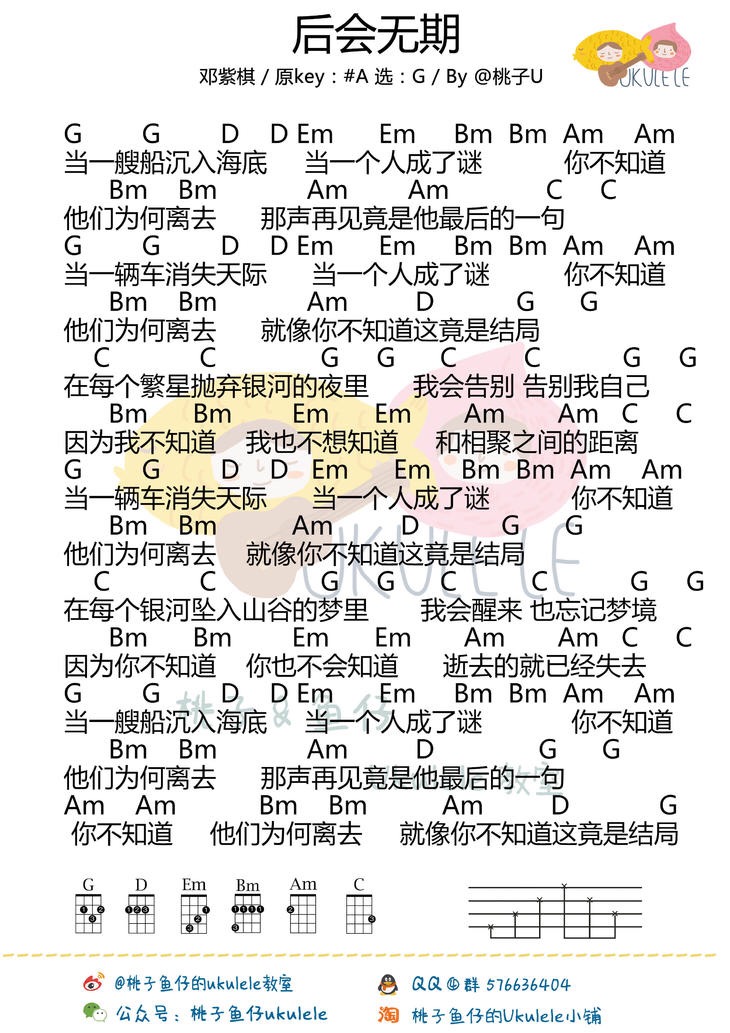 后会无期
邓紫棋 / 原key：#A 选：G / By @桃子U
UKULELE
G G D D Em Em Bm Bm Am Am
当一艘船沉入海底 当一个人成了谜 你不知道
Bm Bm Am Am C C
他们为何离去 那声再见竟是他最后的一句
G G D D Em Em Bm Bm Am Am
当一辆车消失天际 当一个人成了谜 你不知道
Bm Bm Am D G G
他们为何离去 就像你不知道这竟是结局
C C G G C C G G
在每个繁星抛弃银河的夜里 我会告别 告别我自己
Bm Bm Em Em Am Am C C
因为我不知道 我也不想知道 和相聚之间的距离
G G D D Em Em Bm Bm Am Am
当一辆车消失天际 当一个人成了谜 你不知道
Bm Bm Am D G G
他们为何离去 就像你不知道这竟是结局
C C G G C C G G
在每个银河坠入山谷的梦里 我会醒来 也忘记梦境
Bm Bm Em Em Am Am C C
因为你不知道 你也不会知道 逝去的就已经失去
G G D D Em Em Bm Bm Am Am
当一艘船沉入海底 当一个人成了谜 你不知道
Bm Bm Am D G G
他们为何离去 那声再见竟是他最后的一句
Am Am Bm Bm Am D G
你不知道 他们为何离去 就像你不知道这竟是结局
UKULELE
桃子&鱼仔
ukulele教室
G D Em Bm Am C
@桃子鱼仔的ukulele教室 QQ群 576636404
公众号：桃子鱼仔ukulele 淘 桃子鱼仔的Ukulele小铺